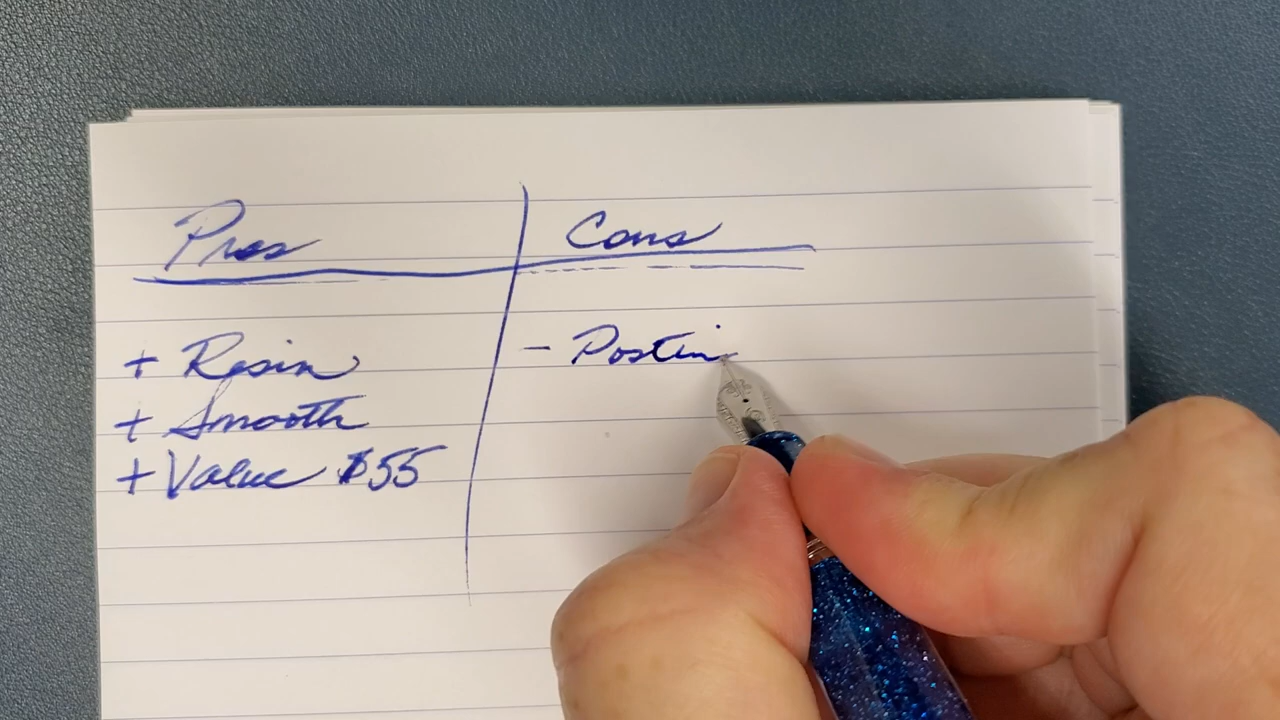 Pros Cons
+ Resin - Postin
+ Smooth
+ Value $55